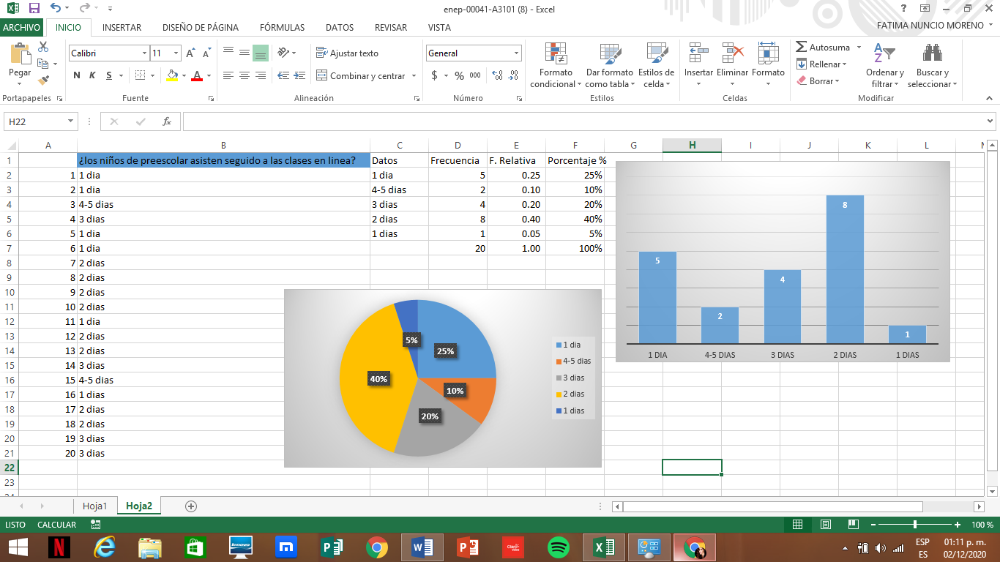 enep-00041-A3101 (8) - Excel
ARCHIVO INICIO INSERTAR DISEÑO DE PÁGINA FÓRMULAS DATOS REVISAR VISTA FATIMA NUNCIO MORENO
Pegar
Calibri 11
N K S
Ajustar texto
Combinar y centrar
General
$ % 000
Formato condicional
Dar formato como tabla
Estilos de celda
Insertar Eliminar Formato
Autosuma
Rellenar
Borrar
Ordenar y filtrar
Buscar y seleccionar
Portapapeles Fuente Alineación Número Estilos Celdas Modificar
H22 fx
A B C D E F G H I J K L
1 ¿los niños de preescolar asisten seguido a las clases en linea? Datos Frecuencia F. Relativa Porcentaje %
2 1 1 dia 1 dia 5 0.25 25%
3 2 1 dia 4-5 dias 2 0.10 10%
4 3 4-5 dias 3 dias 4 0.20 20%
5 4 3 dias 2 dias 8 0.40 40%
6 5 1 dia 1 dias 1 0.05 5%
7 6 1 dia 20 1.00 100%
8 7 2 dias
9 8 2 dias
10 9 2 dias
11 10 2 dias
12 11 1 dia
13 12 2 dias
14 13 2 dias
15 14 3 dias
16 15 4-5 dias
17 16 1 dias
18 17 2 dias
19 18 2 dias
20 19 3 dias
21 20 3 dias
22
23
5%
25%
40%
10%
20%
1 dia
4-5 dias
3 dias
2 dias
1 dias
5 2 4 8 1
1 DIA 4-5 DIAS 3 DIAS 2 DIAS 1 DIAS
Hoja1 Hoja2
LISTO CALCULAR 100 %
ESP 01:11 p. m.
ES 02/12/2020